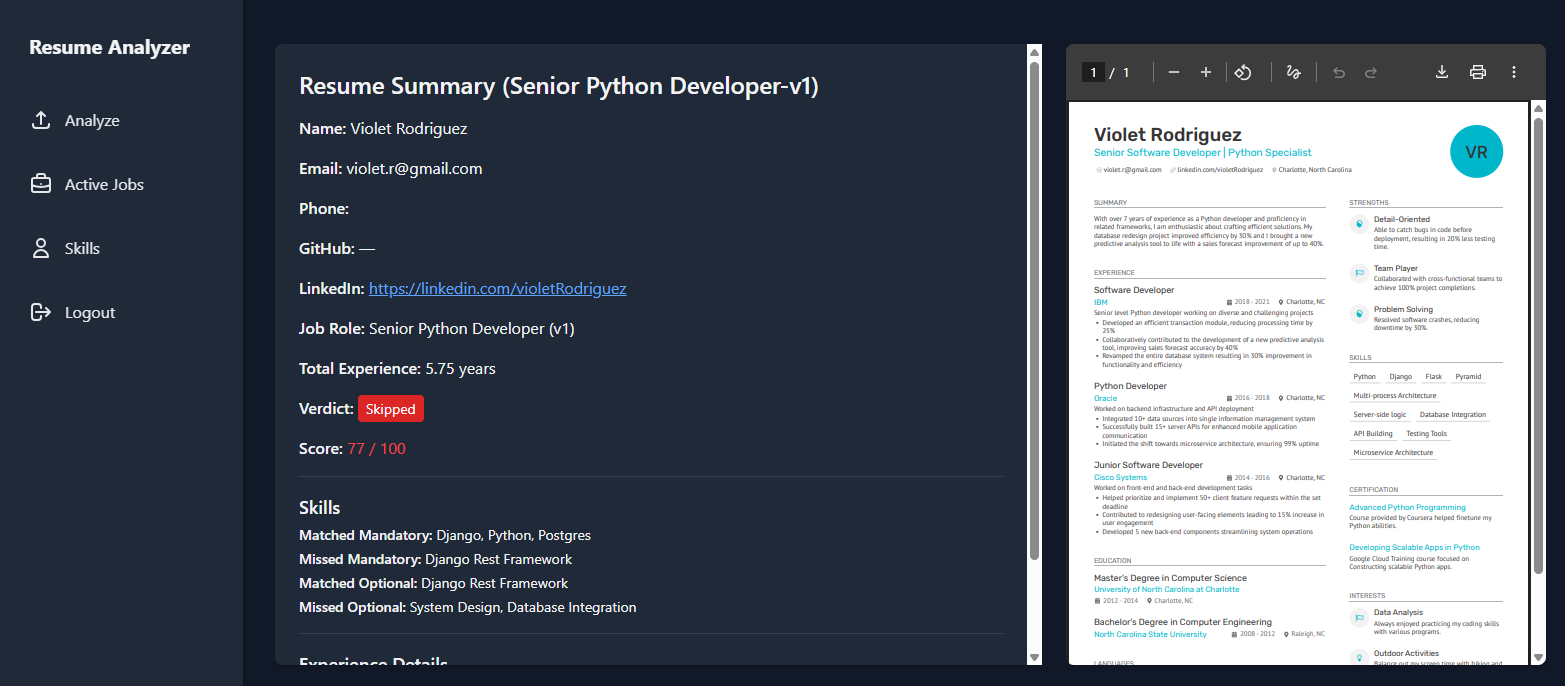 Resume Analyzer
Analyze
Active Jobs
Skills
Logout
Resume Summary (Senior Python Developer-v1)
Name: Violet Rodriguez
Email: violet.r@gmail.com
Phone:
GitHub: —
LinkedIn: https://linkedin.com/violetRodriguez
Job Role: Senior Python Developer (v1)
Total Experience: 5.75 years
Verdict: Skipped
Score: 77 / 100
Skills
Matched Mandatory: Django, Python, Postgres
Missed Mandatory: Django Rest Framework
Matched Optional: Django Rest Framework
Missed Optional: System Design, Database Integration
Experience Details
1 / 1
Violet Rodriguez
Senior Software Developer | Python Specialist
violet.r@gmail.com linkedin.com/violetRodriguez Charlotte, North Carolina
VR
SUMMARY
With over 7 years of experience as a Python developer and proficiency in
related frameworks, I am enthusiastic about crafting efficient solutions. My
database redesign project improved efficiency by 30% and I brought a new
predictive analysis tool to life with a sales forecast improvement of up to 40%.
EXPERIENCE
Software Developer
IBM 2018 - 2021 Charlotte, NC
Senior level Python developer working on diverse and challenging projects
• Developed an efficient transaction module, reducing processing time by
25%
• Collaboratively contributed to the development of a new predictive analysis
tool, improving sales forecast accuracy by 40%
• Revamped the entire database system resulting in 30% improvement in
functionality and efficiency
Python Developer
Oracle 2016 - 2018 Charlotte, NC
Worked on backend infrastructure and API deployment
• Integrated 10+ data sources into single information management system
• Successfully built 15+ server APIs for enhanced mobile application
communication
• Initiated the shift towards microservice architecture, ensuring 99% uptime
Junior Software Developer
Cisco Systems 2014 - 2016 Charlotte, NC
Worked on front-end and back-end development tasks
• Helped prioritize and implement 50+ client feature requests within the set
deadline
• Contributed to redesigning user-facing elements leading to 15% increase in
user engagement
• Developed 5 new back-end components streamlining system operations
EDUCATION
Master's Degree in Computer Science
University of North Carolina at Charlotte
2012 - 2014 Charlotte, NC
Bachelor's Degree in Computer Engineering
North Carolina State University 2008 - 2012 Raleigh, NC
LANGUAGES
STRENGTHS
Detail-Oriented
Able to catch bugs in code before
deployment, resulting in 20% less testing
time.
Team Player
Collaborated with cross-functional teams to
achieve 100% project completions.
Problem Solving
Resolved software crashes, reducing
downtime by 30%.
SKILLS
Python Django Flask Pyramid
Multi-process Architecture
Server-side logic Database Integration
API Building Testing Tools
Microservice Architecture
CERTIFICATION
Advanced Python Programming
Course provided by Coursera helped finetune my
Python abilities.
Developing Scalable Apps in Python
Google Cloud Training course focused on
Constructing scalable Python apps.
INTERESTS
Data Analysis
Always enjoyed practicing my coding skills
with various programs.
Outdoor Activities
Balance out my screen time with hiking and